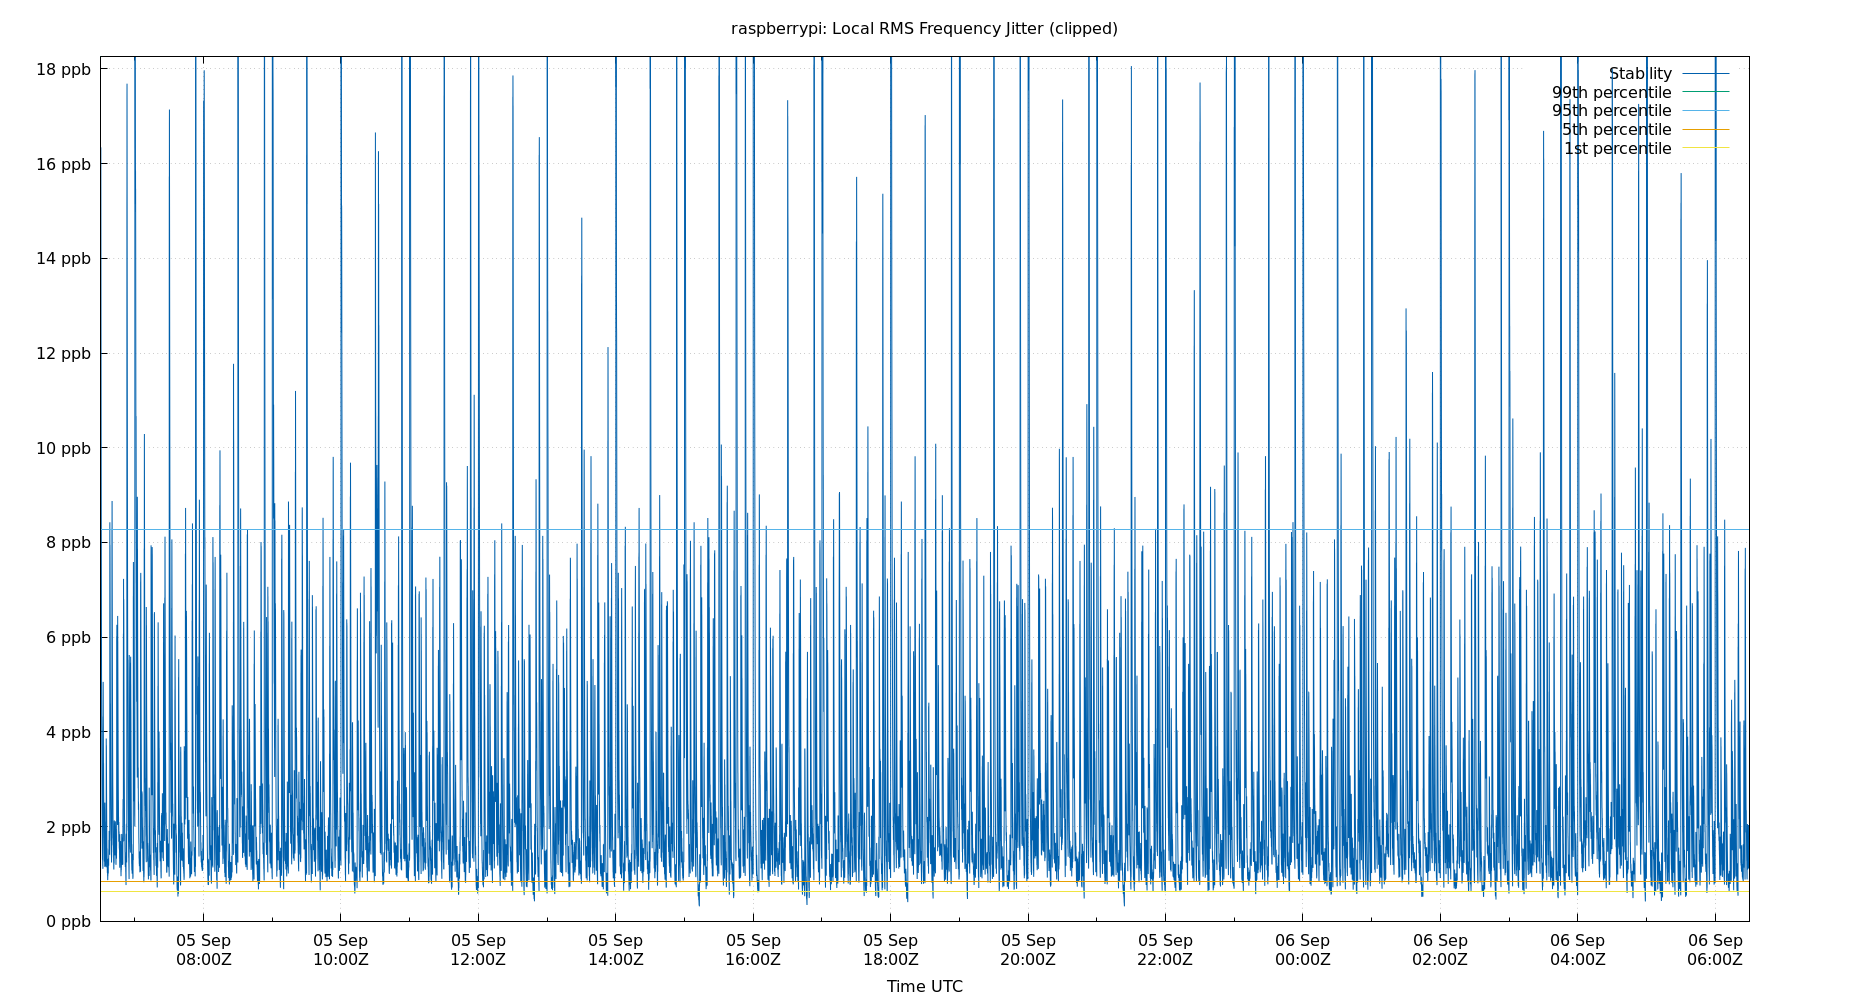 raspberrypi: Local RMS Frequency Jitter (clipped)
18 ppb
16 ppb
14 ppb
12 ppb
10 ppb
8 ppb
6 ppb
4 ppb
2 ppb
0 ppb
Stability
99th percentile
95th percentile
5th percentile
1st percentile
05 Sep 05 Sep 05 Sep 05 Sep 05 Sep 05 Sep 05 Sep 05 Sep 06 Sep 06 Sep 06 Sep 06 Sep
08:00Z 10:00Z 12:00Z 14:00Z 16:00Z 18:00Z 20:00Z 22:00Z 00:00Z 02:00Z 04:00Z 06:00Z
Time UTC